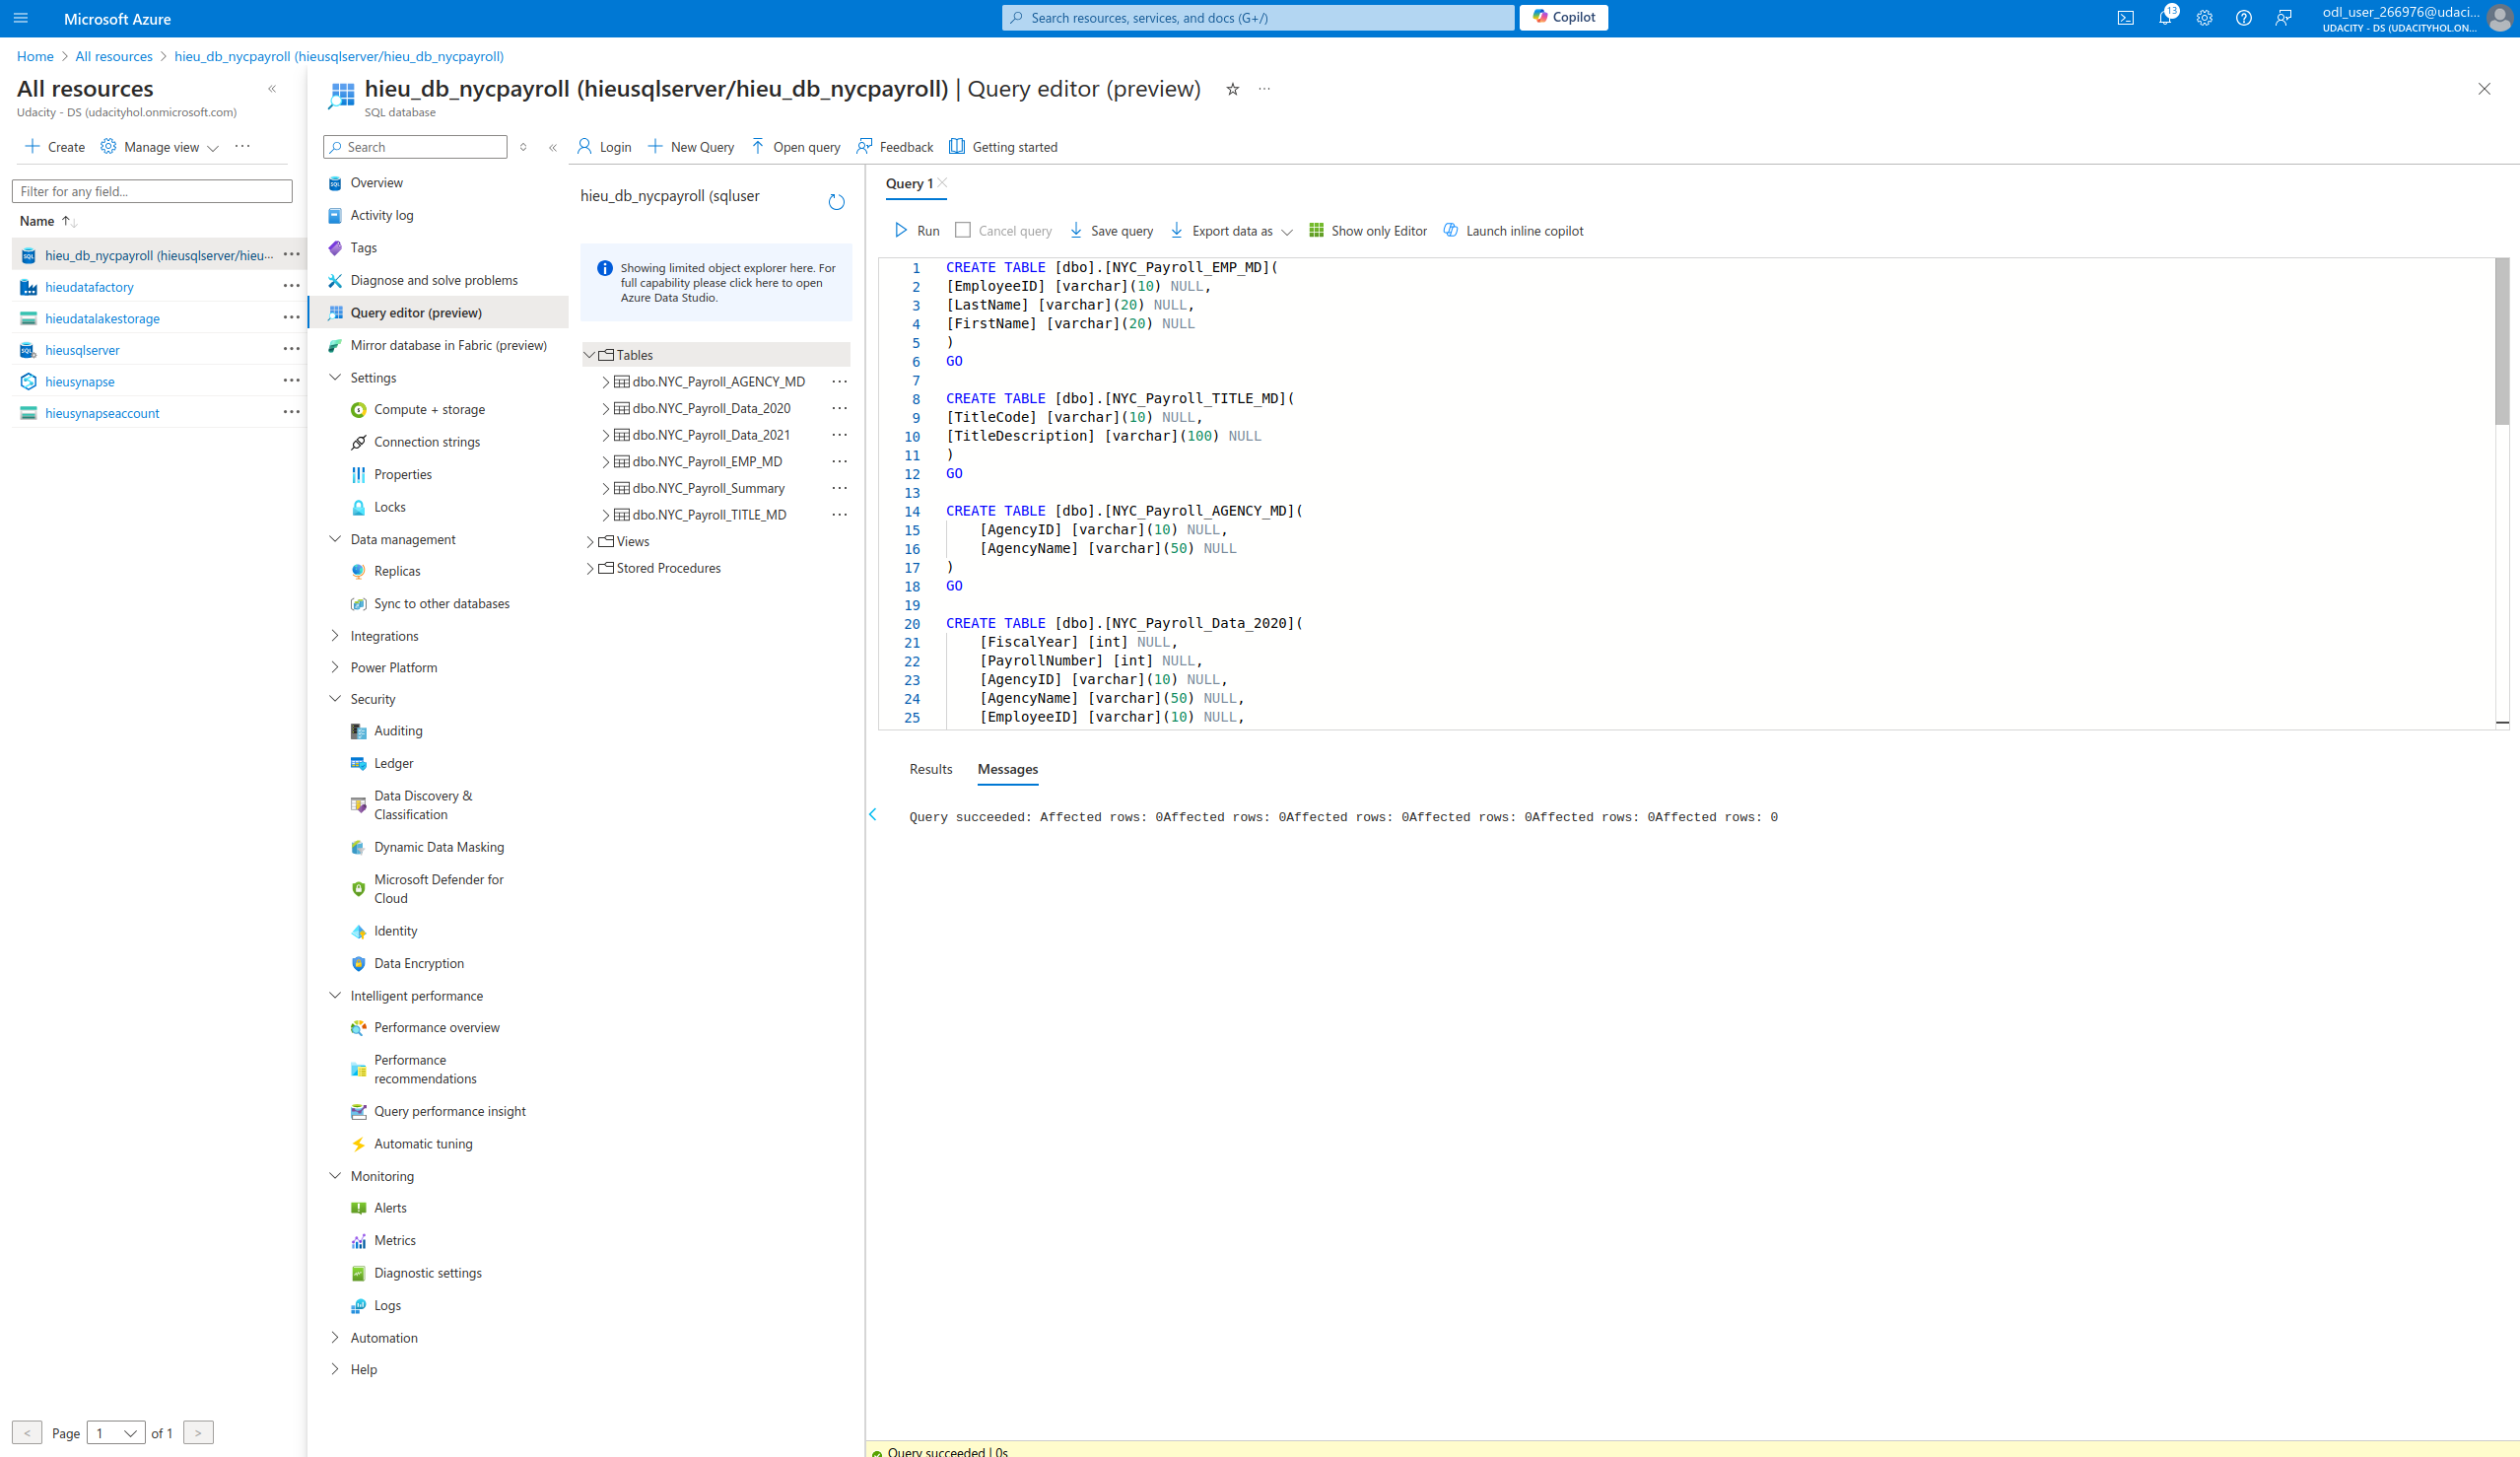 Microsoft Azure
Search resources, services, and docs (G+/)
Copilot
13
odl_user_266976@udaci...
UDACITY - DS (UDACITYHOL.ON...
Home > All resources > hieu_db_nycpayroll (hieusqlserver/hieu_db_nycpayroll)
All resources
Udacity - DS (udacityhol.onmicrosoft.com)
Create
Manage view
Filter for any field...
Name
hieu_db_nycpayroll (hieusqlserver/hieu...
hieudatafactory
hieudatalakestorage
hieusqlserver
hieusynapse
hieusynapseaccount
< Page 1 of 1 >
hieu_db_nycpayroll (hieusqlserver/hieu_db_nycpayroll) | Query editor (preview)
SQL database
Search
Overview
Activity log
Tags
Diagnose and solve problems
Query editor (preview)
Mirror database in Fabric (preview)
Settings
Compute + storage
Connection strings
Properties
Locks
Data management
Replicas
Sync to other databases
Integrations
Power Platform
Security
Auditing
Ledger
Data Discovery &
Classification
Dynamic Data Masking
Microsoft Defender for
Cloud
Identity
Data Encryption
Intelligent performance
Performance overview
Performance
recommendations
Query performance insight
Automatic tuning
Monitoring
Alerts
Metrics
Diagnostic settings
Logs
Automation
Help
Login
New Query
Open query
Feedback
Getting started
hieu_db_nycpayroll (sqluser
Showing limited object explorer here. For
full capability please click here to open
Azure Data Studio.
Tables
dbo.NYC_Payroll_AGENCY_MD
dbo.NYC_Payroll_Data_2020
dbo.NYC_Payroll_Data_2021
dbo.NYC_Payroll_EMP_MD
dbo.NYC_Payroll_Summary
dbo.NYC_Payroll_TITLE_MD
Views
Stored Procedures
Query 1
Run
Cancel query
Save query
Export data as
Show only Editor
Launch inline copilot
1 CREATE TABLE [dbo].[NYC_Payroll_EMP_MD](
2 [EmployeeID] [varchar](10) NULL,
3 [LastName] [varchar](20) NULL,
4 [FirstName] [varchar](20) NULL
5 )
6 GO
7
8 CREATE TABLE [dbo].[NYC_Payroll_TITLE_MD](
9 [TitleCode] [varchar](10) NULL,
10 [TitleDescription] [varchar](100) NULL
11 )
12 GO
13
14 CREATE TABLE [dbo].[NYC_Payroll_AGENCY_MD](
15 [AgencyID] [varchar](10) NULL,
16 [AgencyName] [varchar](50) NULL
17 )
18 GO
19
20 CREATE TABLE [dbo].[NYC_Payroll_Data_2020](
21 [FiscalYear] [int] NULL,
22 [PayrollNumber] [int] NULL,
23 [AgencyID] [varchar](10) NULL,
24 [AgencyName] [varchar](50) NULL,
25 [EmployeeID] [varchar](10) NULL,
Results
Messages
Query succeeded: Affected rows: 0Affected rows: 0Affected rows: 0Affected rows: 0Affected rows: 0Affected rows: 0
Query succeeded | 0s